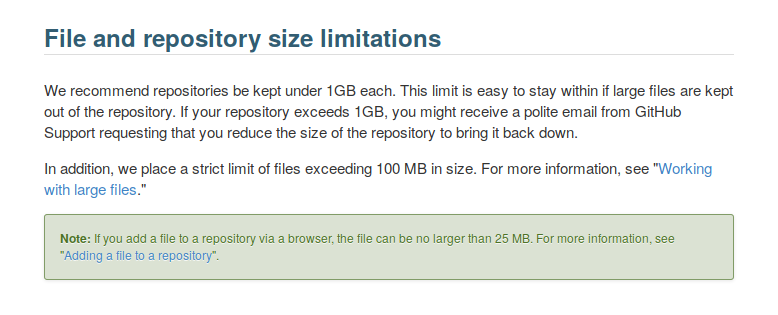 File and repository size limitations
We recommend repositories be kept under 1GB each. This limit is easy to stay within if large files are kept
out of the repository. If your repository exceeds 1GB, you might receive a polite email from GitHub
Support requesting that you reduce the size of the repository to bring it back down.
In addition, we place a strict limit of files exceeding 100 MB in size. For more information, see "Working
with large files."
Note: If you add a file to a repository via a browser, the file can be no larger than 25 MB. For more information, see
"Adding a file to a repository".